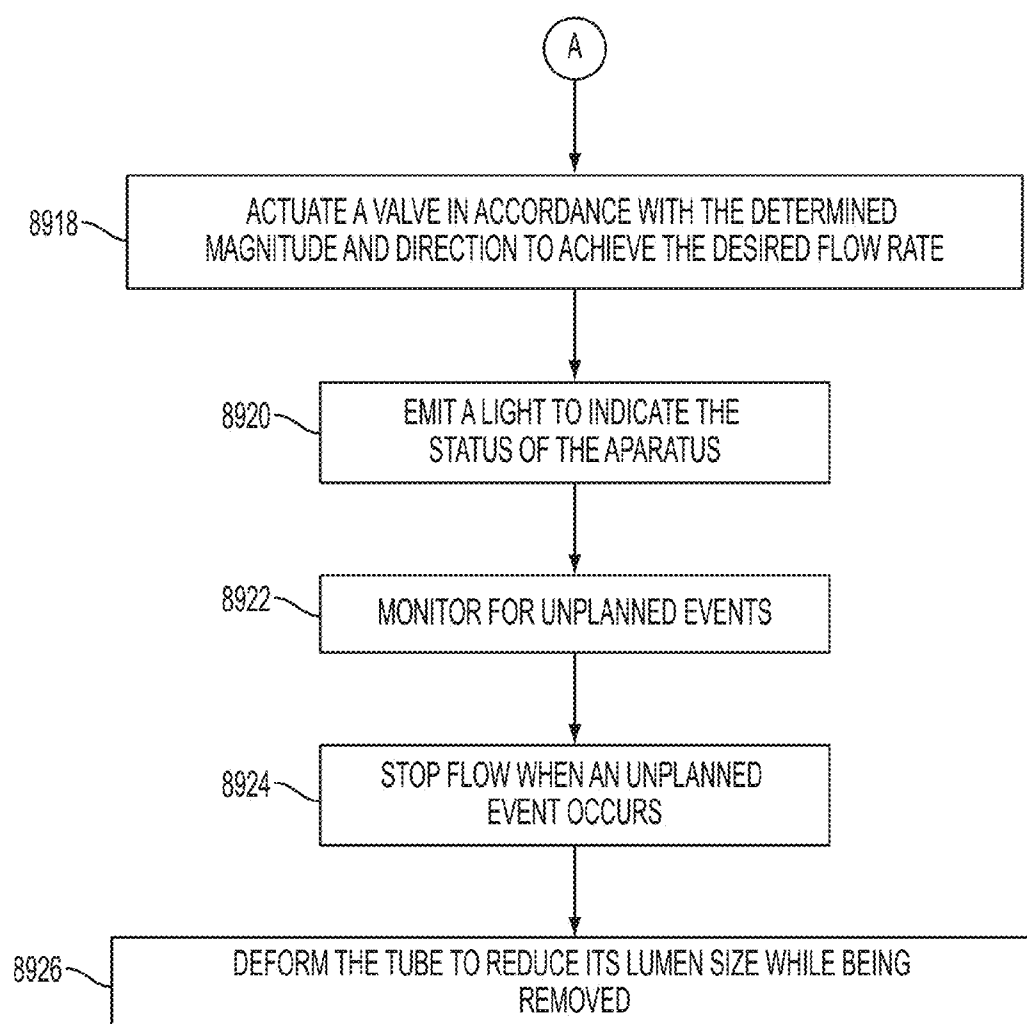 A
8918
ACTUATE A VALVE IN ACCORDANCE WITH THE DETERMINED
MAGNITUDE AND DIRECTION TO ACHIEVE THE DESIRED FLOW RATE
8920
EMIT A LIGHT TO INDICATE THE
STATUS OF THE APARATUS
8922
MONITOR FOR UNPLANNED EVENTS
8924
STOP FLOW WHEN AN UNPLANNED
EVENT OCCURS
8926
DEFORM THE TUBE TO REDUCE ITS LUMEN SIZE WHILE BEING
REMOVED